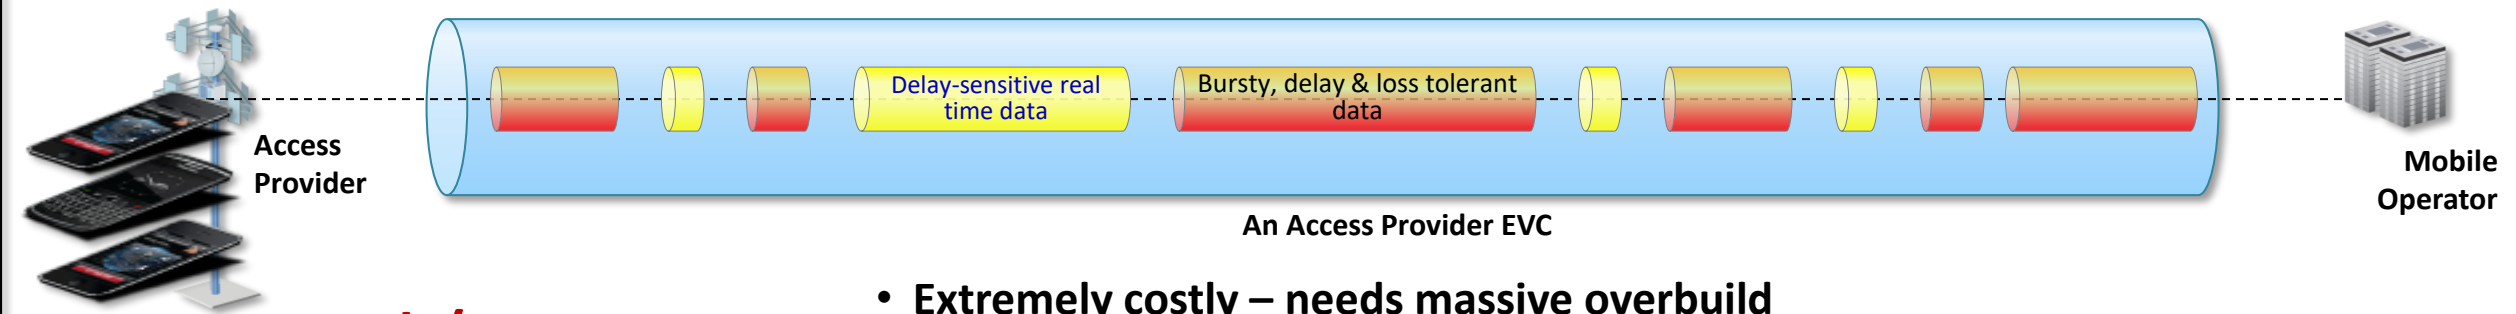 Delay-sensitive real
time data
Bursty, delay & loss tolerant
data
Access
Provider
Mobile
Operator
An Access Provider EVC
• Extremely costly – needs massive overbuild